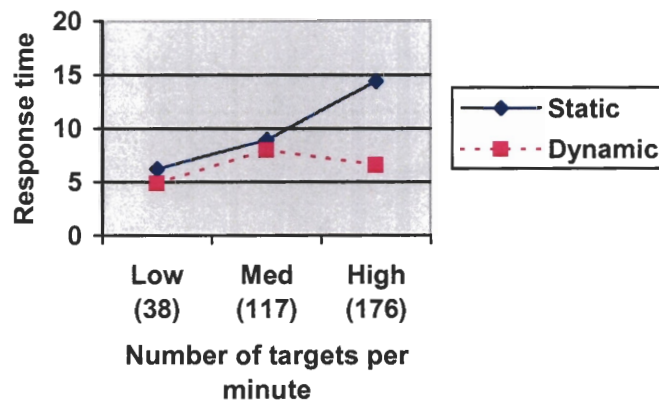 20
15
10
5
0
Response time
Low
(38)
Med
(117)
High
(176)
Number of targets per
minute
Static
Dynamic